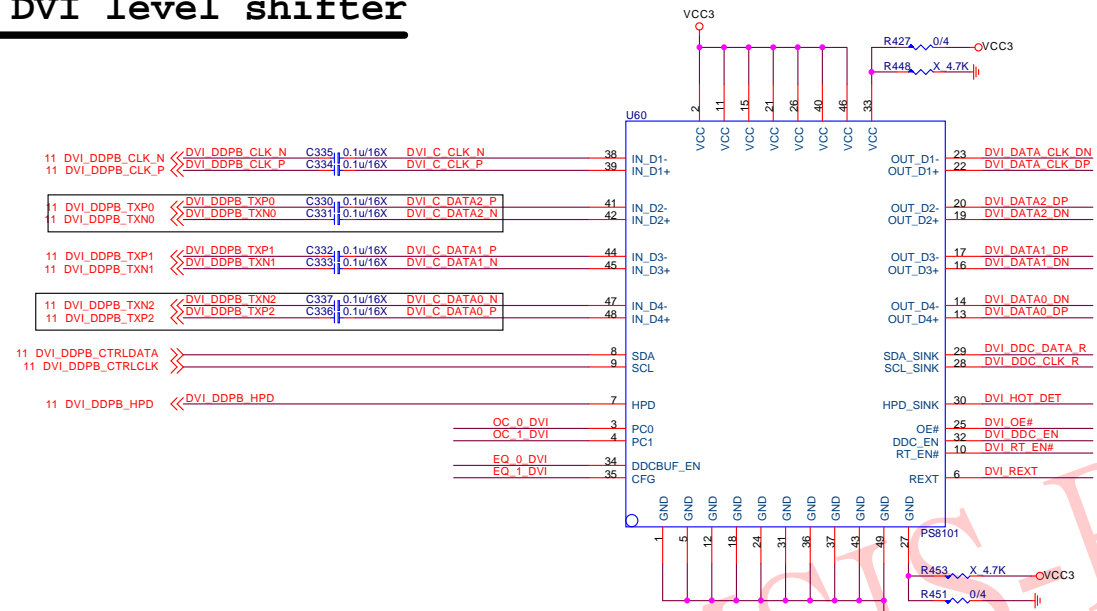 DVI level shifter
VCC3
R427 0/4 VCC3
R448 X_4.7K
2 11 15 21 26 40 46 33
U60
VCC VCC VCC VCC VCC VCC VCC VCC
11 DVI_DDPB_CLK_N DVI_DDPB_CLK_N C335 0.1u/16X DVI_C_CLK_N 38 IN_D1- OUT_D1- 23 DVI_DATA_CLK_DN
11 DVI_DDPB_CLK_P DVI_DDPB_CLK_P C334 0.1u/16X DVI_C_CLK_P 39 IN_D1+ OUT_D1+ 22 DVI_DATA_CLK_DP
11 DVI_DDPB_TXP0 DVI_DDPB_TXP0 C330 0.1u/16X DVI_C_DATA2_P 41 IN_D2- OUT_D2- 20 DVI_DATA2_DP
11 DVI_DDPB_TXN0 DVI_DDPB_TXN0 C331 0.1u/16X DVI_C_DATA2_N 42 IN_D2+ OUT_D2+ 19 DVI_DATA2_DN
11 DVI_DDPB_TXP1 DVI_DDPB_TXP1 C332 0.1u/16X DVI_C_DATA1_P 44 IN_D3- OUT_D3- 17 DVI_DATA1_DP
11 DVI_DDPB_TXN1 DVI_DDPB_TXN1 C333 0.1u/16X DVI_C_DATA1_N 45 IN_D3+ OUT_D3+ 16 DVI_DATA1_DN
11 DVI_DDPB_TXN2 DVI_DDPB_TXN2 C337 0.1u/16X DVI_C_DATA0_N 47 IN_D4- OUT_D4- 14 DVI_DATA0_DN
11 DVI_DDPB_TXP2 DVI_DDPB_TXP2 C336 0.1u/16X DVI_C_DATA0_P 48 IN_D4+ OUT_D4+ 13 DVI_DATA0_DP
11 DVI_DDPB_CTRLDATA 8 SDA SDA_SINK 29 DVI_DDC_DATA_R
11 DVI_DDPB_CTRLCLK 9 SCL SCL_SINK 28 DVI_DDC_CLK_R
11 DVI_DDPB_HPD DVI_DDPB_HPD 7 HPD HPD_SINK 30 DVI_HOT_DET
OC_0_DVI 3 PC0 OE# 25 DVI_OE#
OC_1_DVI 4 PC1 DDC_EN 32 DVI_DDC_EN
RT_EN# 10 DVI_RT_EN#
EQ_0_DVI 34 DDCBUF_EN
EQ_1_DVI 35 CFG REXT 6 DVI_REXT
GND GND GND GND GND GND GND GND GND GND GND
PS8101
1 5 12 18 24 31 36 37 43 49 27
R453 X_4.7K VCC3
R451 0/4